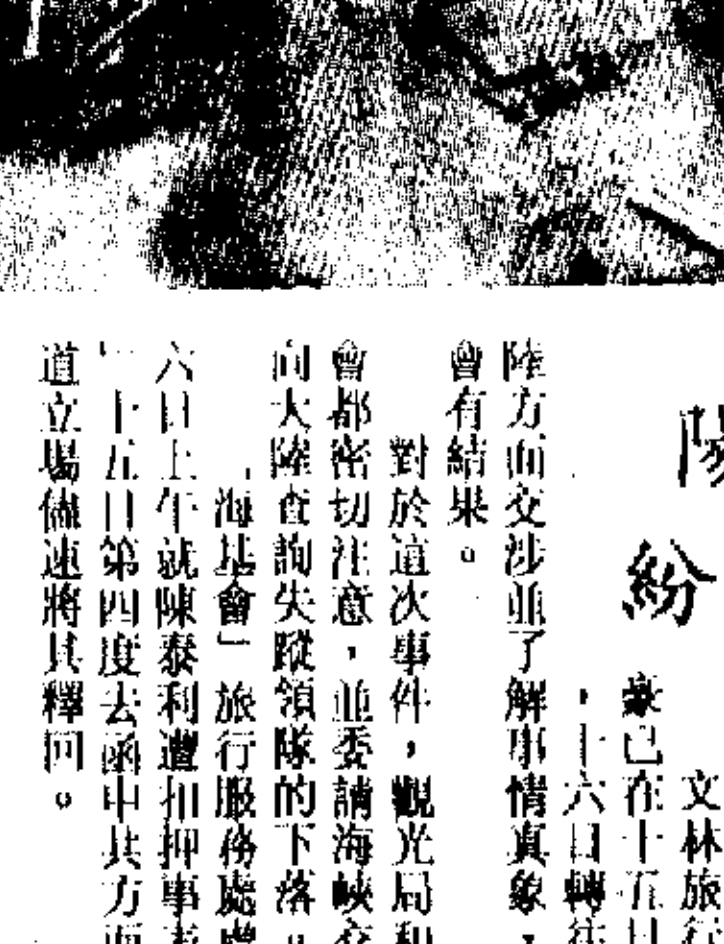 陽
紛
文林旅行
豪已在十五日
，十六日轉往
陸方面交涉並了解事情真象，
會有結果。
對於這次事件，觀光局和
會都密切注意，並委請海峽交
向大陸查詢失蹤領隊的下落。
「海基會」旅行服務處處
六日上午就陳泰利遭扣押事表
「十五日第四度去函中共方面
道立場儘速將其釋回。